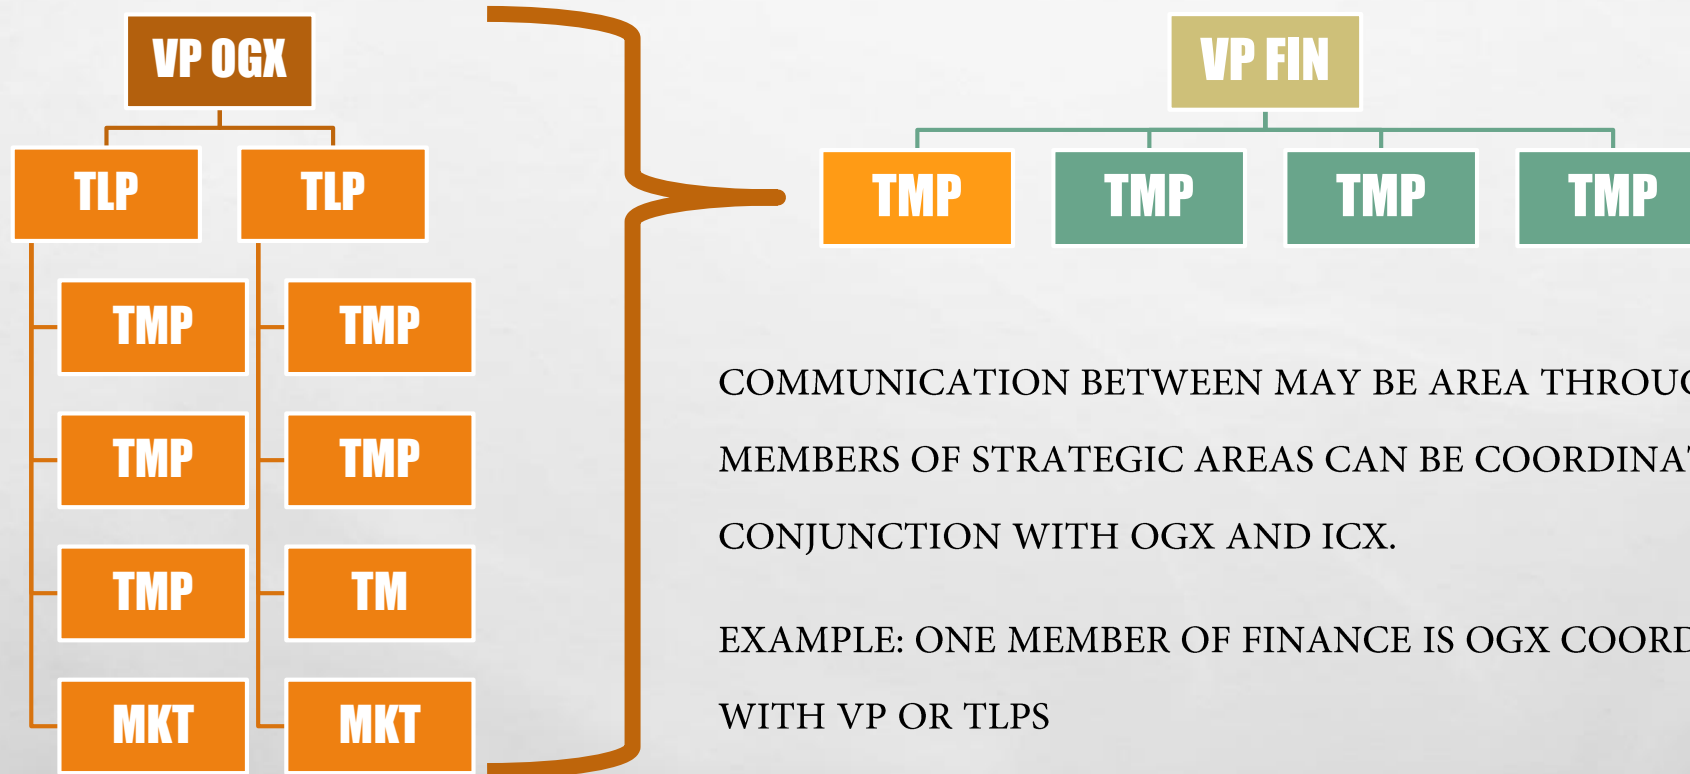 VP OGX
TLP TLP
TMP TMP
TMP TMP
TMP TM
MKT MKT
VP FIN
TMP TMP TMP TMP
COMMUNICATION BETWEEN MAY BE AREA
MEMBERS OF STRATEGIC AREAS CAN BE
CONJUNCTION WITH OGX AND ICX.
EXAMPLE: ONE MEMBER OF FINANCE IS OGX
WITH VP OR TLPS